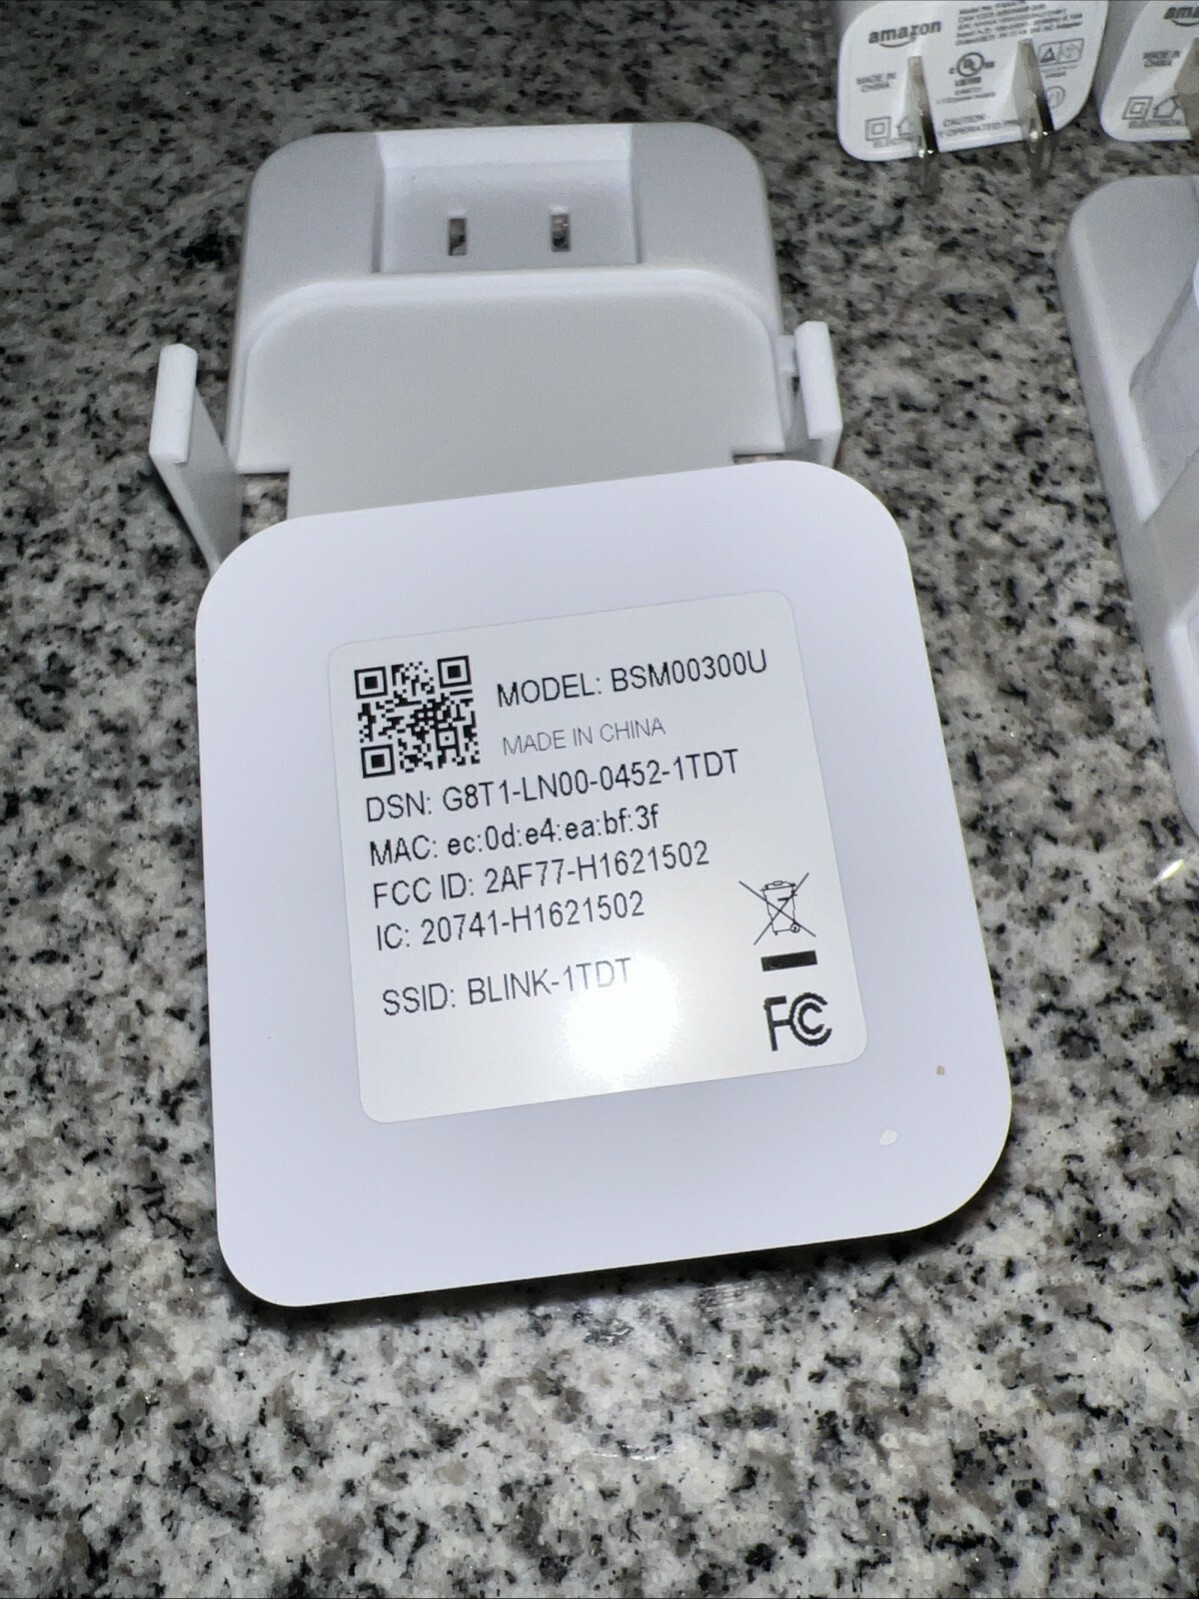 amazon
MADE IN
CHINA
CAUTION
MODEL: BSM00300U
MADE IN CHINA
DSN: G8T1-LN00-0452-1TDT
MAC: ec:0d:e4:ea:bf:3f
FCC ID: 2AF77-H1621502
IC: 20741-H1621502
SSID: BLINK-1TDT
FC